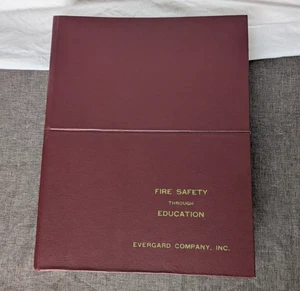 FIRE SAFETY
THROUGH
EDUCATION
EVERGARD COMPANY, INC.